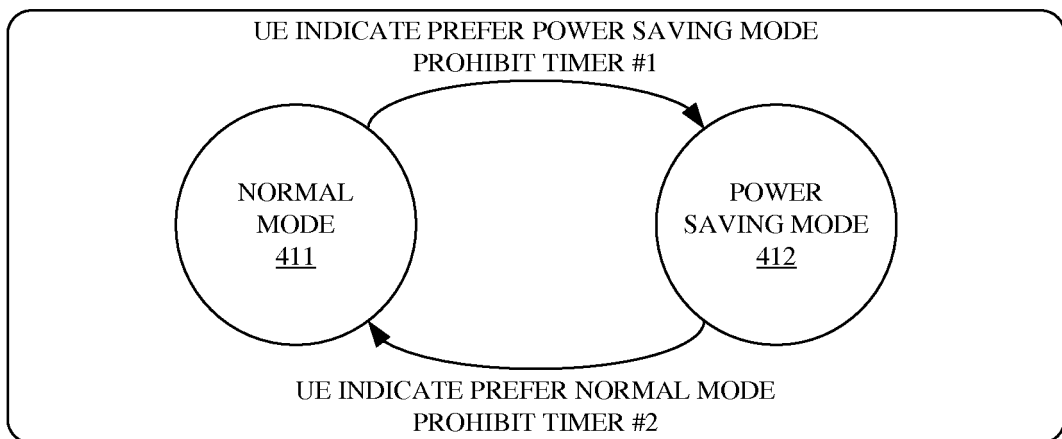 UE INDICATE PREFER POWER SAVING MODE
PROHIBIT TIMER #1
NORMAL
MODE
411
POWER
SAVING MODE
412
UE INDICATE PREFER NORMAL MODE
PROHIBIT TIMER #2